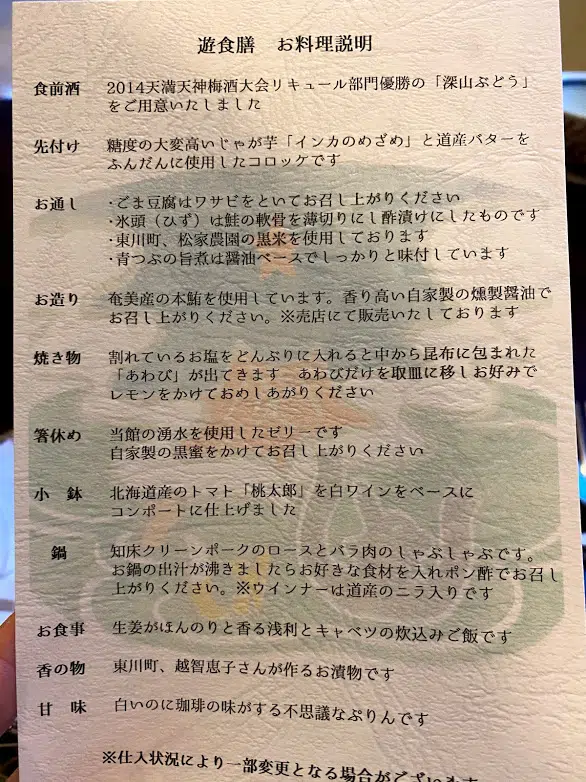 遊食膳　お料理説明
食前酒　2014天満天神梅酒大会リキュール部門優勝の「深山ぶどう」
をご用意いたしました
先付け　糖度の大変高いじゃが芋「インカのめざめ」と道産バターを
ふんだんに使用したコロッケです
お通し　・ごま豆腐はワサビをといてお召し上がりください
・氷頭（ひず）は鮭の軟骨を薄切りにし酢漬けにしたものです
・東川町、松家農園の黒米を使用しております
・青つぶの旨煮は醤油ベースでしっかりと味付しています
お造り　奄美産の本鮪を使用しています。香り高い自家製の燻製醤油で
お召し上がりください。※売店にて販売いたしております
焼き物　割れているお塩をどんぶりに入れると中から昆布に包まれた
「あわび」が出てきます　あわびだけを取皿に移しお好みで
レモンをかけておめしあがりください
箸休め　当館の湧水を使用したゼリーです
自家製の黒蜜をかけてお召し上がりください
小　鉢　北海道産のトマト「桃太郎」を白ワインをベースに
コンポートに仕上げました
鍋　知床クリーンポークのロースとバラ肉のしゃぶしゃぶです。
お鍋の出汁が沸きましたらお好きな食材を入れポン酢でお召し
上がりください。※ウインナーは道産のニラ入りです
お食事　生姜がほんのりと香る浅利とキャベツの炊込みご飯です
香の物　東川町、越智恵子さんが作るお漬物です
甘　味　白いのに珈琲の味がする不思議なぷりんです
※仕入状況により一部変更となる場合がござい